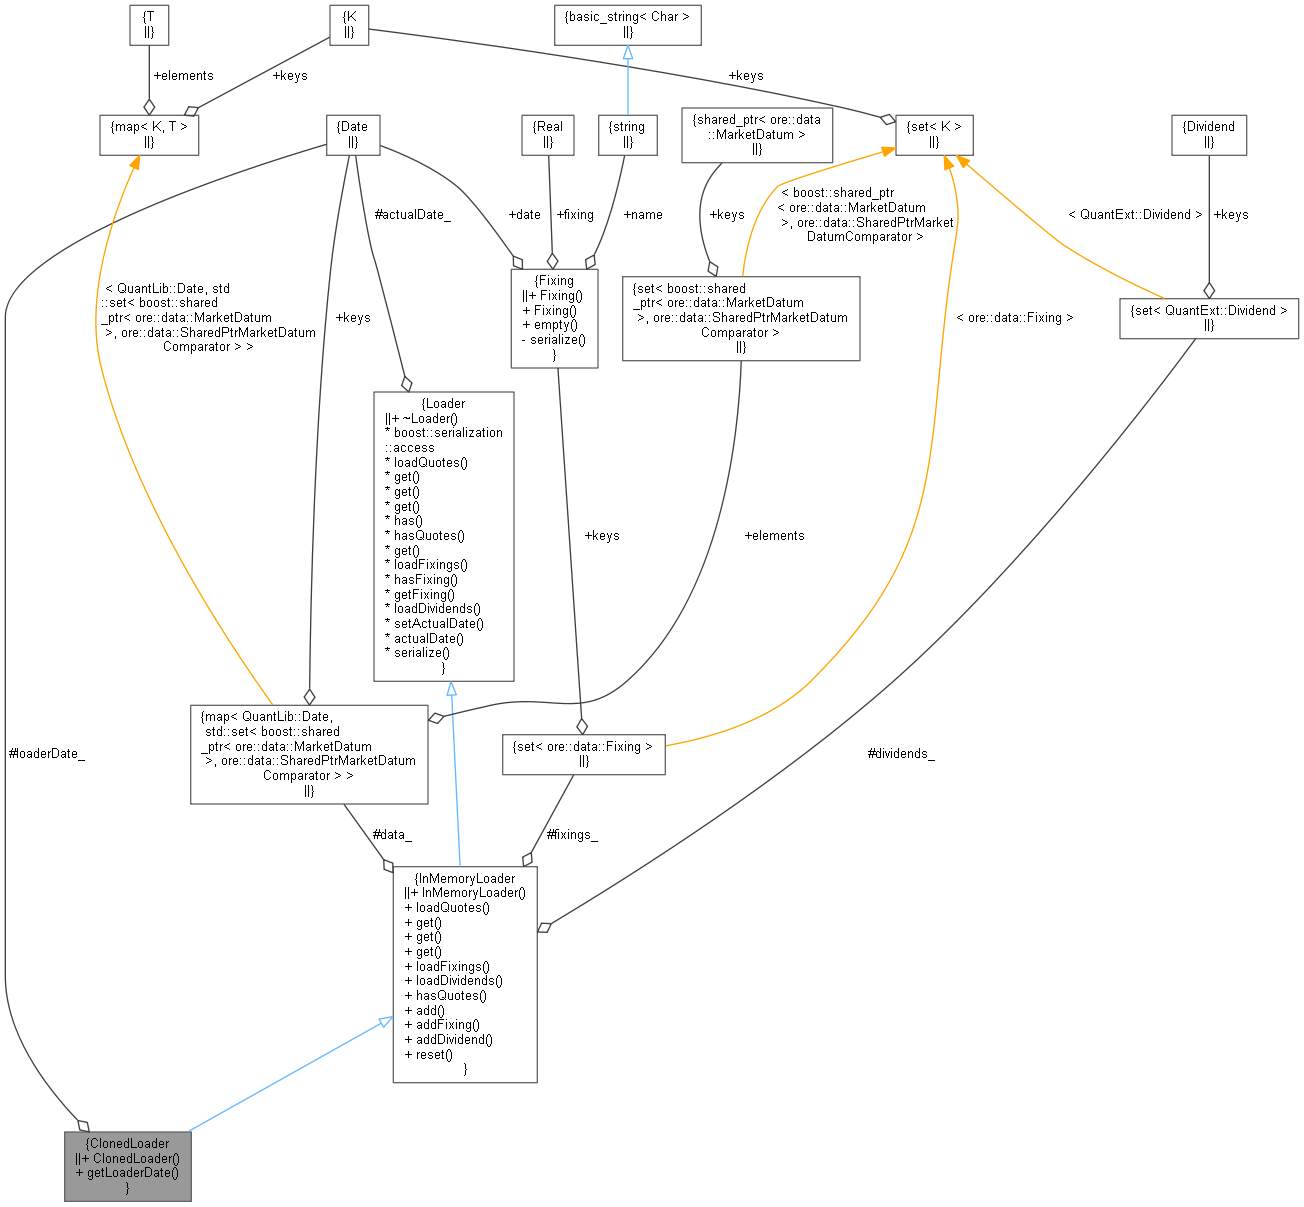 {T
||}
{K
||}
{basic_string< Char >
||}
+elements
+keys
+keys
{map< K, T >
||}
{Date
||}
{Real
||}
{string
||}
{shared_ptr< ore::data
::MarketDatum >
||}
{set< K >
||}
{Dividend
||}
#actualDate_
+date
+fixing
+name
+keys
< boost::shared_ptr
< ore::data::MarketDatum
>, ore::data::SharedPtrMarket
DatumComparator >
< QuantExt::Dividend >
+keys
< QuantLib::Date, std
::set< boost::shared
_ptr< ore::data::MarketDatum
>, ore::data::SharedPtrMarketDatum
Comparator > >
+keys
{Fixing
||+ Fixing()
+ Fixing()
+ empty()
- serialize()
}
{set< boost::shared
_ptr< ore::data::MarketDatum
>, ore::data::SharedPtrMarketDatum
Comparator >
||}
< ore::data::Fixing >
{set< QuantExt::Dividend >
||}
{Loader
||+ ~Loader()
* boost::serialization
::access
* loadQuotes()
* get()
* get()
* get()
* has()
* hasQuotes()
* get()
* loadFixings()
* hasFixing()
* getFixing()
* loadDividends()
* setActualDate()
* actualDate()
* serialize()
}
+keys
+elements
#loaderDate_
{map< QuantLib::Date,
std::set< boost::shared
_ptr< ore::data::MarketDatum
>, ore::data::SharedPtrMarketDatum
Comparator > >
||}
{set< ore::data::Fixing >
||}
#dividends_
#data_
#fixings_
{InMemoryLoader
||+ InMemoryLoader()
+ loadQuotes()
+ get()
+ get()
+ get()
+ loadFixings()
+ loadDividends()
+ hasQuotes()
+ add()
+ addFixing()
+ addDividend()
+ reset()
}
{ClonedLoader
||+ ClonedLoader()
+ getLoaderDate()
}